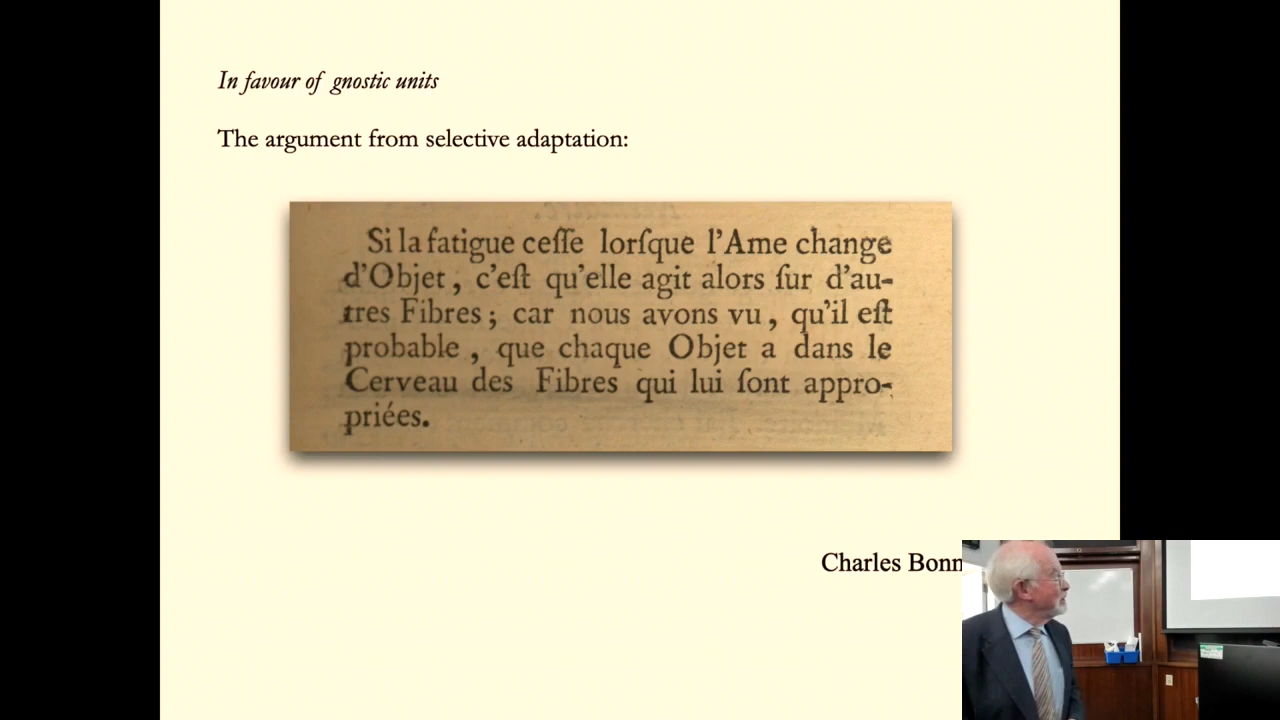 In favour of gnostic units
The argument from selective adaptation:
Si la fatigue ceſſe lorſque l'Ame change
d'Objet, c'eſt qu'elle agit alors ſur d'au-
tres Fibres; car nous avons vu, qu'il eſt
probable, que chaque Objet a dans le
Cerveau des Fibres qui lui ſont appro-
priées.
Charles Bonn